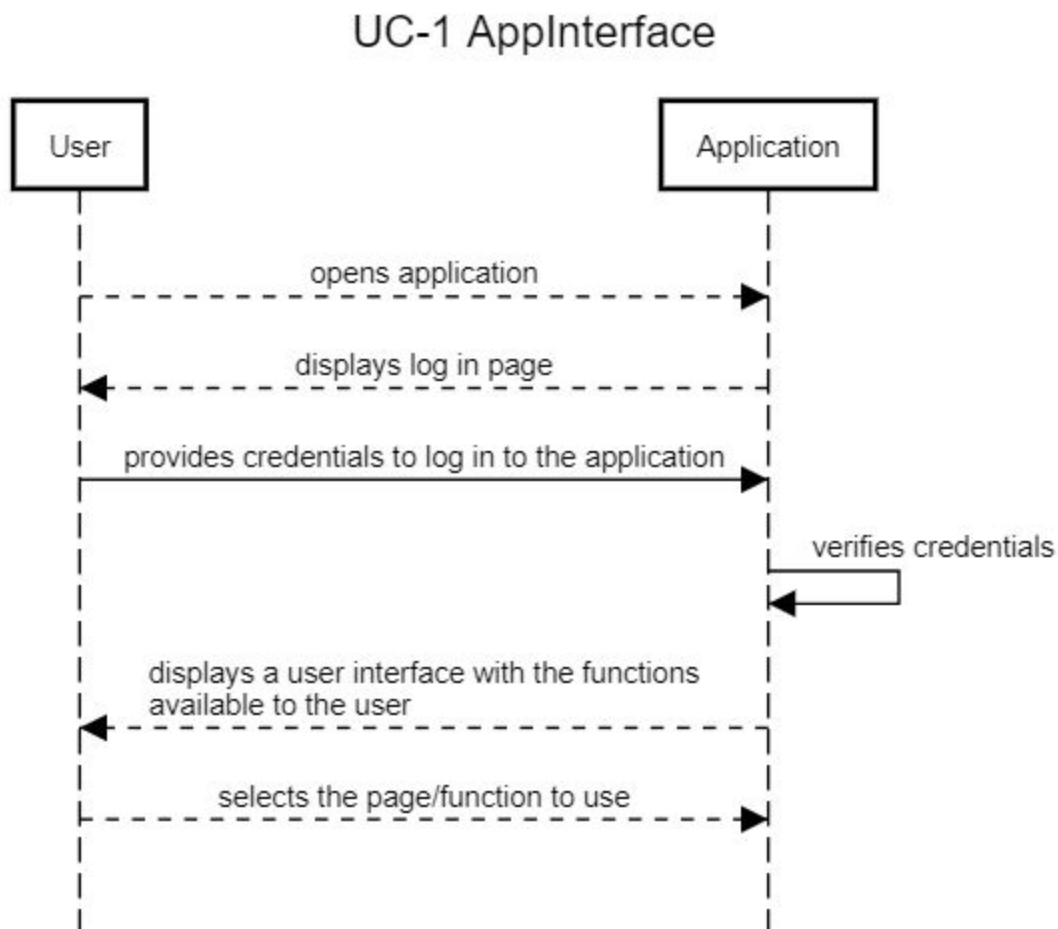 UC-1 AppInterface
User
Application
opens application
displays log in page
provides credentials to log in to the application
verifies credentials
displays a user interface with the functions
available to the user
selects the page/function to use